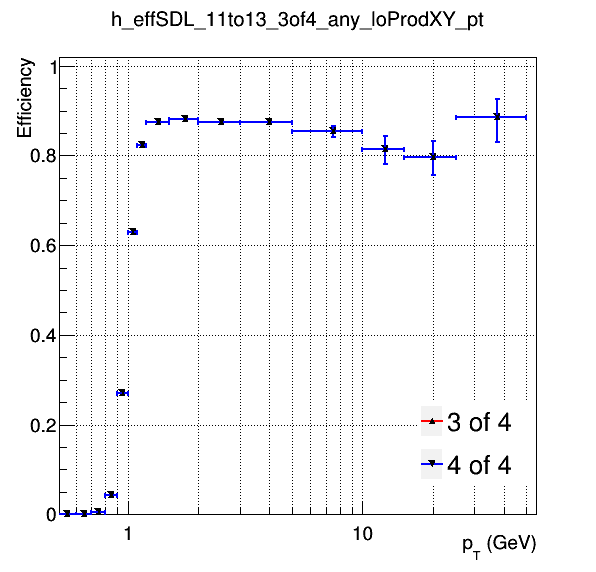 h_effSDL_11to13_3of4_any_loProdXY_pt
Efficiency
1
0.8
0.6
0.4
0.2
0
3 of 4
4 of 4
1
10
p_T (GeV)